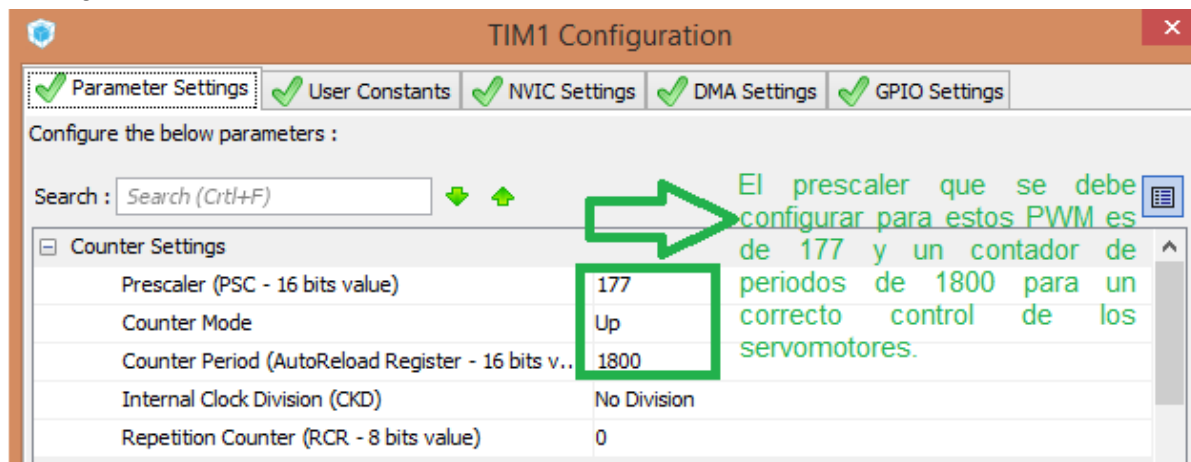 TIM1 Configuration
Parameter Settings User Constants NVIC Settings DMA Settings GPIO Settings
Configure the below parameters :
Search : Search (Crtl+F)
Counter Settings
Prescaler (PSC - 16 bits value) 177
Counter Mode Up
Counter Period (AutoReload Register - 16 bits v... 1800
Internal Clock Division (CKD) No Division
Repetition Counter (RCR - 8 bits value) 0
El prescaler que se debe
configurar para estos PWM es
de 177 y un contador de
periodos de 1800 para un
correcto control de los
servomotores.